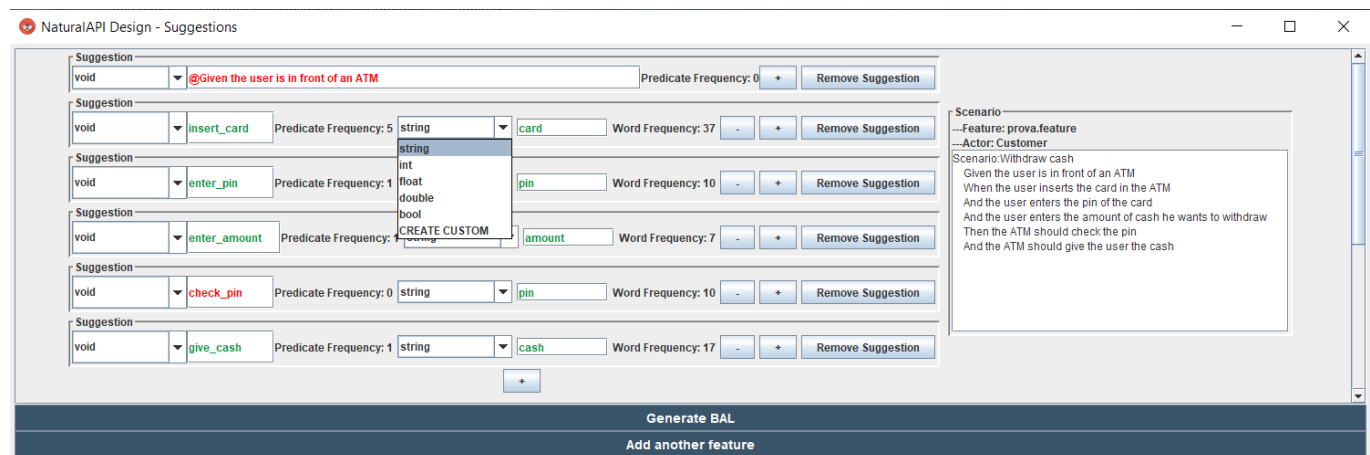 NaturalAPI Design - Suggestions
Suggestion
void @Given the user is in front of an ATM Predicate Frequency: 0 + Remove Suggestion
Suggestion
void insert_card Predicate Frequency: 5 string card Word Frequency: 37 - + Remove Suggestion
string
int
float
double
bool
CREATE CUSTOM
Suggestion
void enter_pin Predicate Frequency: 1 pin Word Frequency: 10 - + Remove Suggestion
Suggestion
void enter_amount Predicate Frequency: 1 amount Word Frequency: 7 - + Remove Suggestion
Suggestion
void check_pin Predicate Frequency: 0 string pin Word Frequency: 10 - + Remove Suggestion
Suggestion
void give_cash Predicate Frequency: 1 string cash Word Frequency: 17 - + Remove Suggestion
+
Scenario
---Feature: prova.feature
---Actor: Customer
Scenario:Withdraw cash
Given the user is in front of an ATM
When the user inserts the card in the ATM
And the user enters the pin of the card
And the user enters the amount of cash he wants to withdraw
Then the ATM should check the pin
And the ATM should give the user the cash
Generate BAL
Add another feature